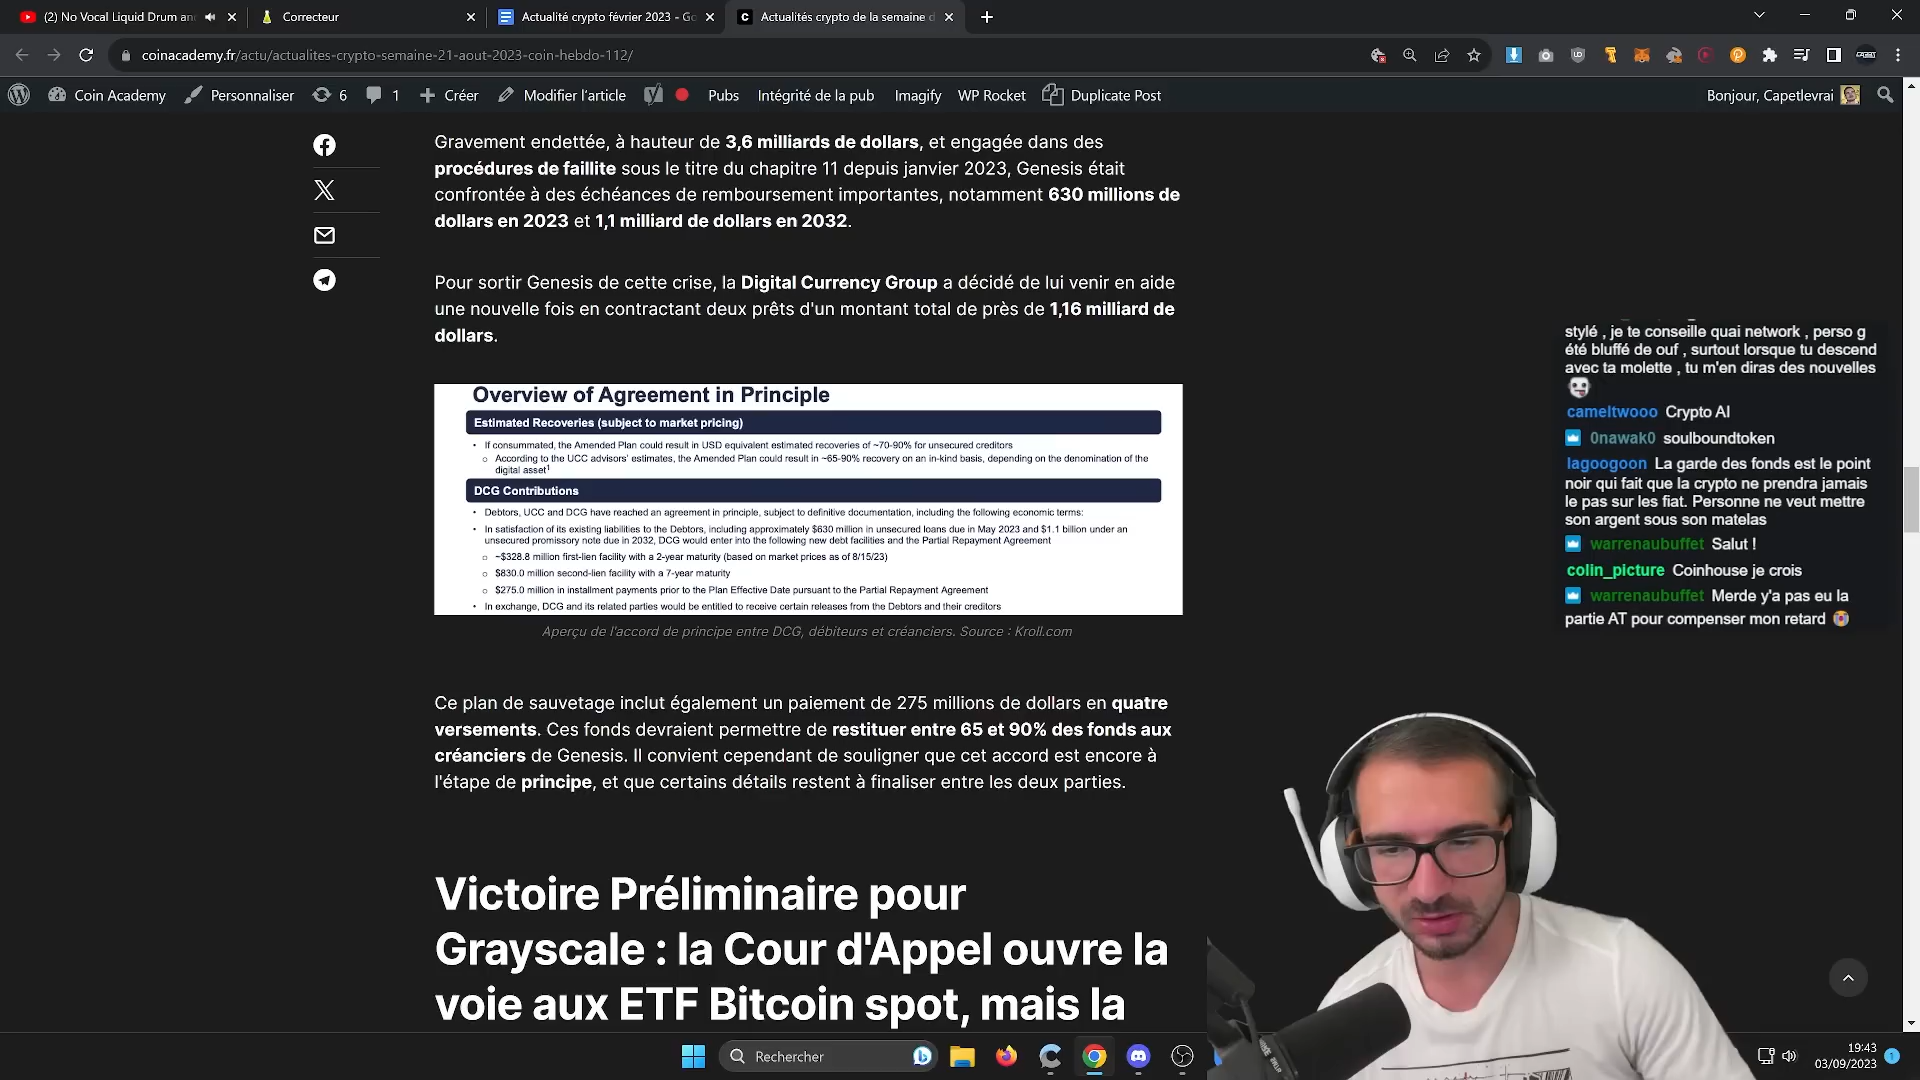 (2) No Vocal Liquid Drum an
Correcteur
Actualité crypto février 2023 - Go
Actualités crypto de la semaine d
coinacademy.fr/actu/actualites-crypto-semaine-21-aout-2023-coin-hebdo-112/
Coin Academy Personnaliser 6 1 Créer Modifier l'article Pubs Intégrité de la pub Imagify WP Rocket Duplicate Post Bonjour, Capetlevrai
Gravement endettée, à hauteur de 3,6 milliards de dollars, et engagée dans des
procédures de faillite sous le titre du chapitre 11 depuis janvier 2023, Genesis était
confrontée à des échéances de remboursement importantes, notamment 630 millions de
dollars en 2023 et 1,1 milliard de dollars en 2032.
Pour sortir Genesis de cette crise, la Digital Currency Group a décidé de lui venir en aide
une nouvelle fois en contractant deux prêts d'un montant total de près de 1,16 milliard de
dollars.
Overview of Agreement in Principle
Estimated Recoveries (subject to market pricing)
• If consummated, the Amended Plan could result in USD equivalent estimated recoveries of ~70-90% for unsecured creditors
o According to the UCC advisors' estimates, the Amended Plan could result in ~65-90% recovery on an in-kind basis, depending on the denomination of the
digital asset¹
DCG Contributions
• Debtors, UCC and DCG have reached an agreement in principle, subject to definitive documentation, including the following economic terms:
• In satisfaction of its existing liabilities to the Debtors, including approximately $630 million in unsecured loans due in May 2023 and $1.1 billion under an
unsecured promissory note due in 2032, DCG would enter into the following new debt facilities and the Partial Repayment Agreement
o ~$328.8 million first-lien facility with a 2-year maturity (based on market prices as of 8/15/23)
o $830.0 million second-lien facility with a 7-year maturity
o $275.0 million in installment payments prior to the Plan Effective Date pursuant to the Partial Repayment Agreement
• In exchange, DCG and its related parties would be entitled to receive certain releases from the Debtors and their creditors
Aperçu de l'accord de principe entre DCG, débiteurs et créanciers. Source : Kroll.com
Ce plan de sauvetage inclut également un paiement de 275 millions de dollars en quatre
versements. Ces fonds devraient permettre de restituer entre 65 et 90% des fonds aux
créanciers de Genesis. Il convient cependant de souligner que cet accord est encore à
l'étape de principe, et que certains détails restent à finaliser entre les deux parties.
Victoire Préliminaire pour
Grayscale : la Cour d'Appel ouvre la
voie aux ETF Bitcoin spot, mais la
stylé , je te conseille quai network , perso g
été bluffé de ouf , surtout lorsque tu descend
avec ta molette , tu m'en diras des nouvelles
cameltwooo Crypto AI
0nawak0 soulboundtoken
lagoogoon La garde des fonds est le point
noir qui fait que la crypto ne prendra jamais
le pas sur les fiat. Personne ne veut mettre
son argent sous son matelas
warrenaubuffet Salut !
colin_picture Coinhouse je crois
warrenaubuffet Merde y'a pas eu la
partie AT pour compenser mon retard
Rechercher
19:43
03/09/2023
1